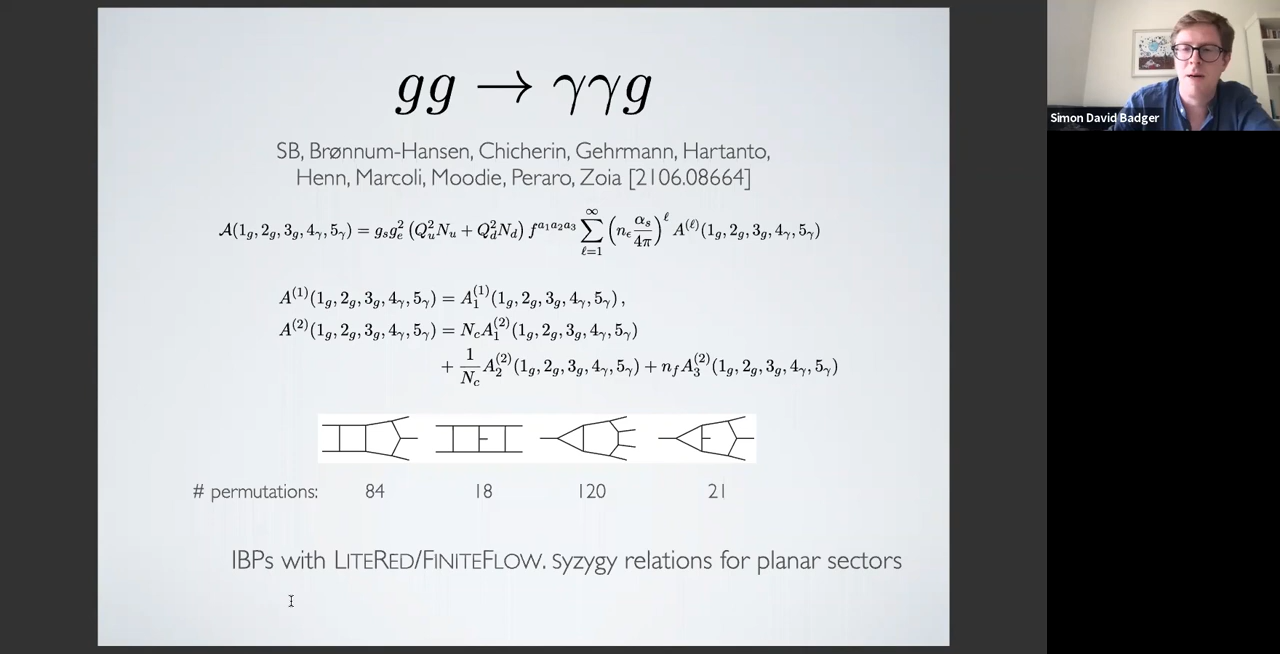 gg → γγg
SB, Brønnum-Hansen, Chicherin, Gehrmann, Hartanto,
Henn, Marcoli, Moodie, Peraro, Zoia [2106.08664]
𝒜(1_g, 2_g, 3_g, 4_γ, 5_γ) = g_s g_e^2 (Q_u^2 N_u + Q_d^2 N_d) f^{a_1 a_2 a_3} ∑_{ℓ=1}^{∞} (n_ϵ α_s/4π)^ℓ A^{(ℓ)}(1_g, 2_g, 3_g, 4_γ, 5_γ)
A^{(1)}(1_g, 2_g, 3_g, 4_γ, 5_γ) = A_1^{(1)}(1_g, 2_g, 3_g, 4_γ, 5_γ),
A^{(2)}(1_g, 2_g, 3_g, 4_γ, 5_γ) = N_c A_1^{(2)}(1_g, 2_g, 3_g, 4_γ, 5_γ)
+ 1/N_c A_2^{(2)}(1_g, 2_g, 3_g, 4_γ, 5_γ) + n_f A_3^{(2)}(1_g, 2_g, 3_g, 4_γ, 5_γ)
# permutations: 84 18 120 21
IBPs with LITERED/FINITEFLOW. syzygy relations for planar sectors
Simon David Badger